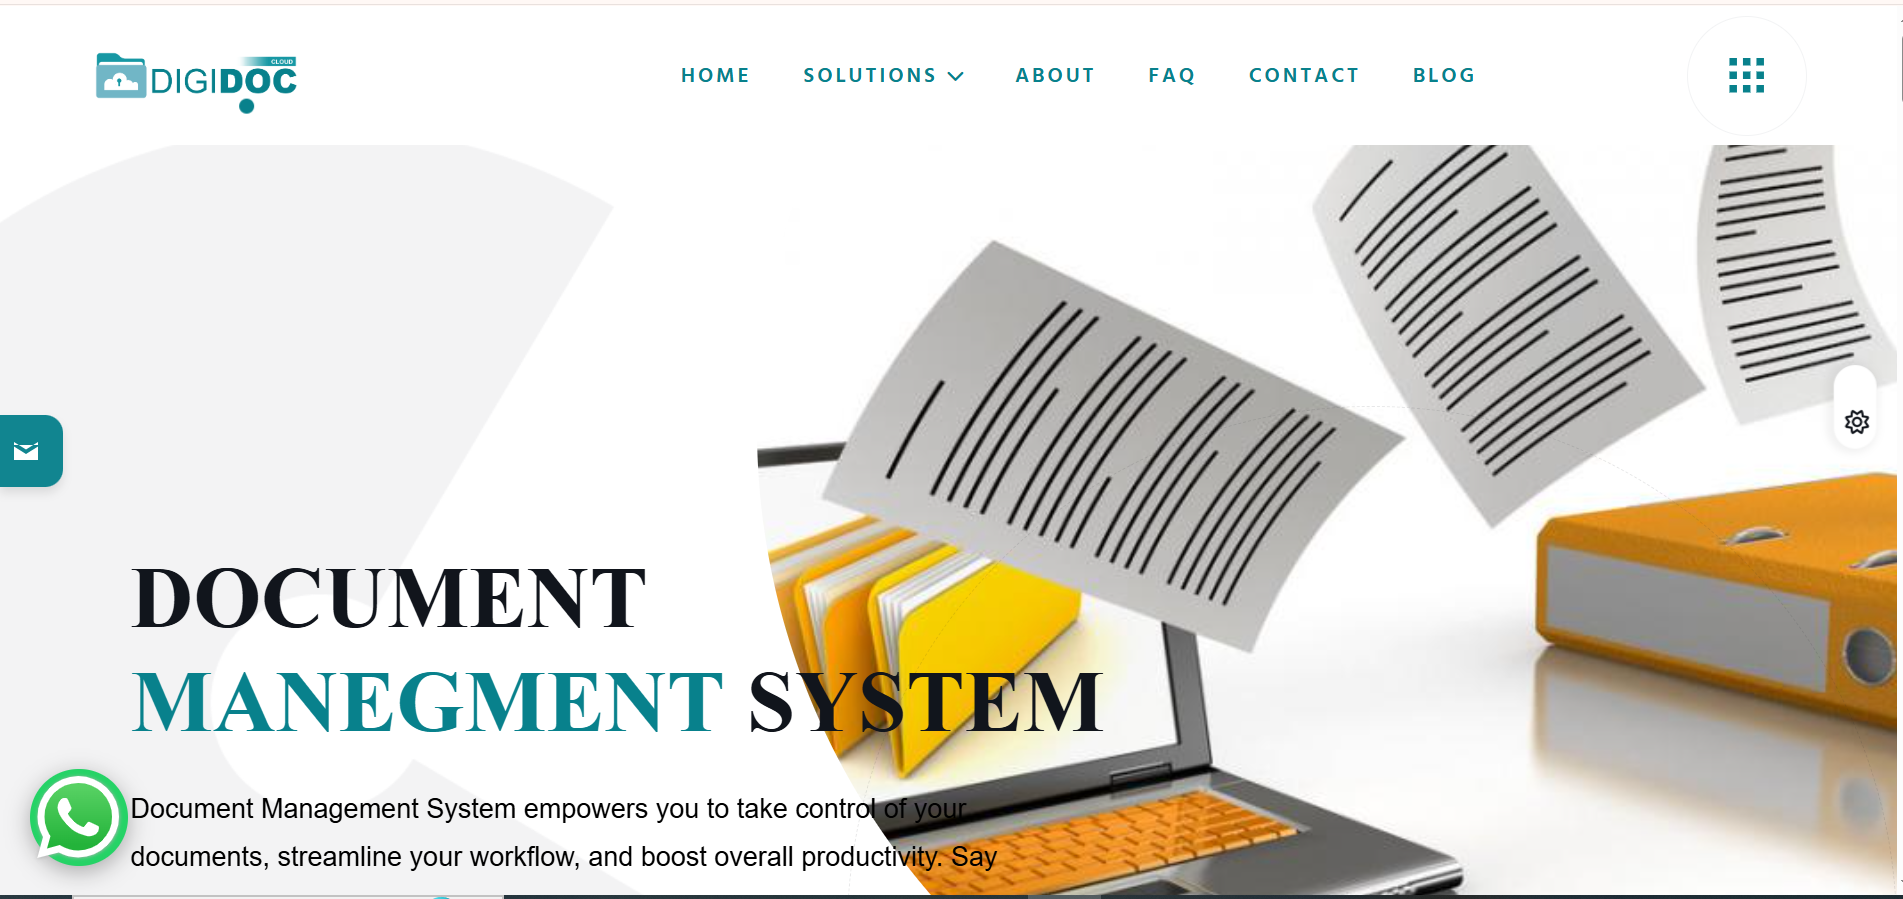 CLOUD
DIGIDOC
HOME SOLUTIONS ABOUT FAQ CONTACT BLOG
DOCUMENT
MANEGMENT SYSTEM
Document Management System empowers you to take control of your
documents, streamline your workflow, and boost overall productivity. Say